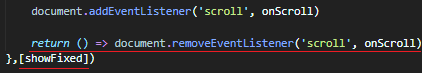 document.addEventListener('scroll', onScroll)
return () => document.removeEventListener('scroll', onScroll)
},[showFixed])